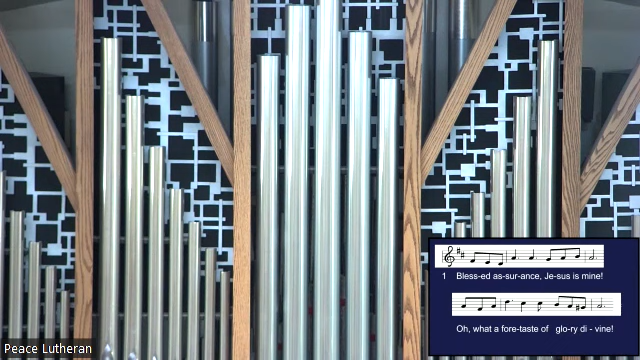 1 Bless-ed as-sur-ance, Je-sus is mine!
Oh, what a fore-taste of glo-ry di - vine!
Peace Lutheran